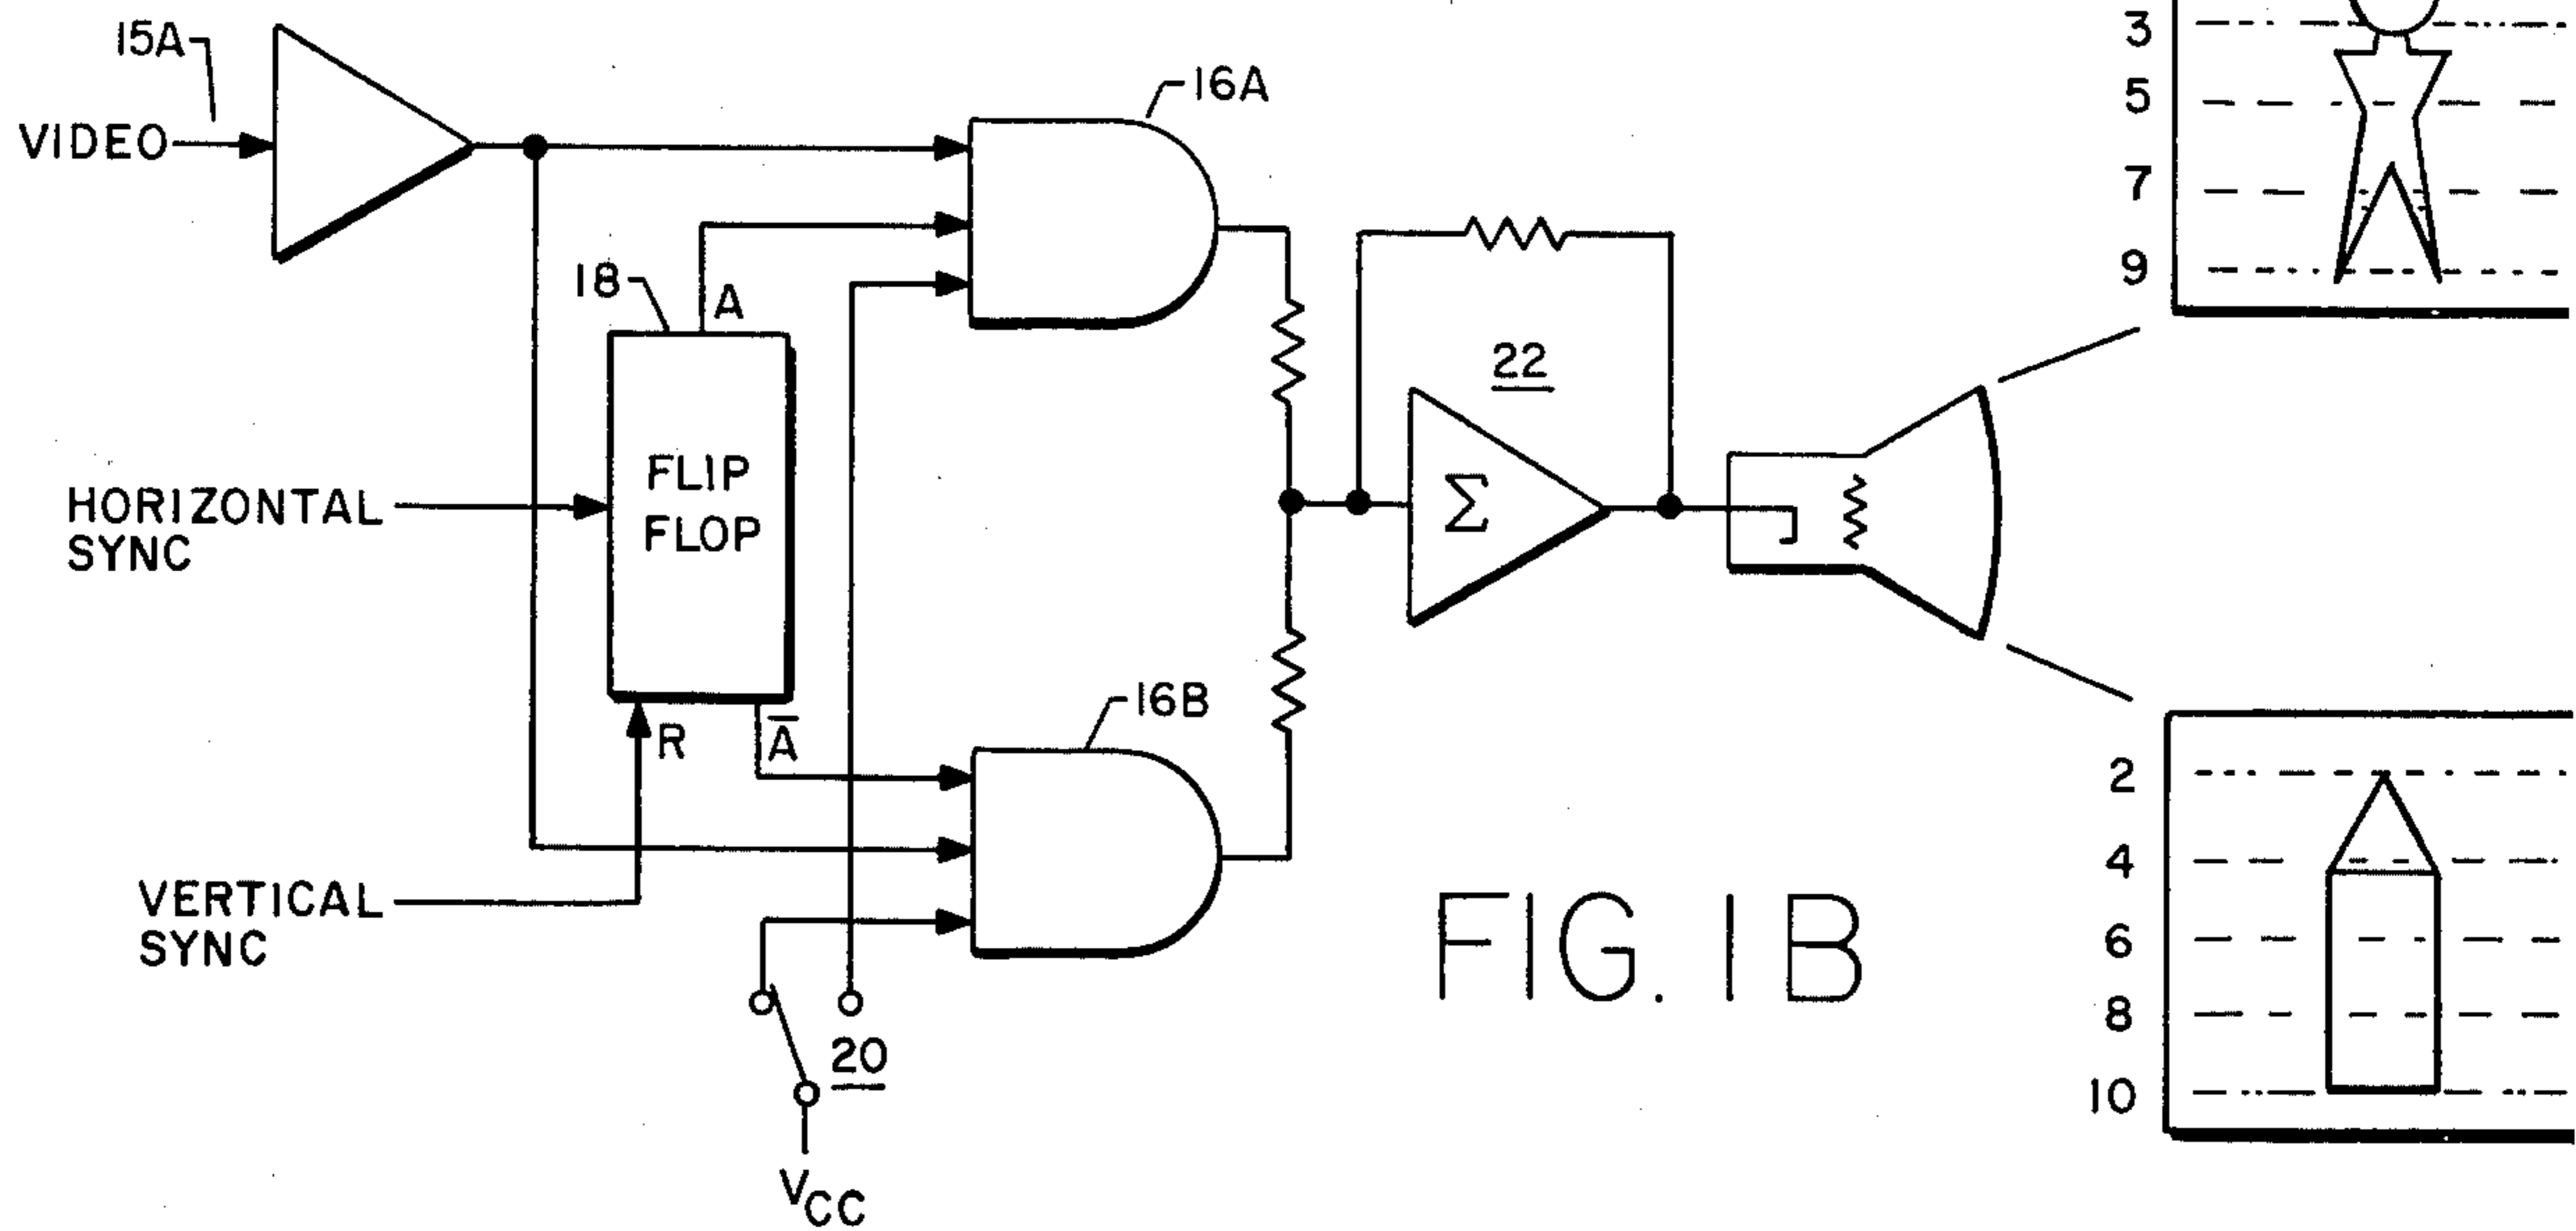 15A
VIDEO
16A
18
A
FLIP
FLOP
HORIZONTAL
SYNC
R
A̅
VERTICAL
SYNC
16B
20
VCC
22
Σ
3
5
7
9
2
4
6
8
10
FIG. 1B